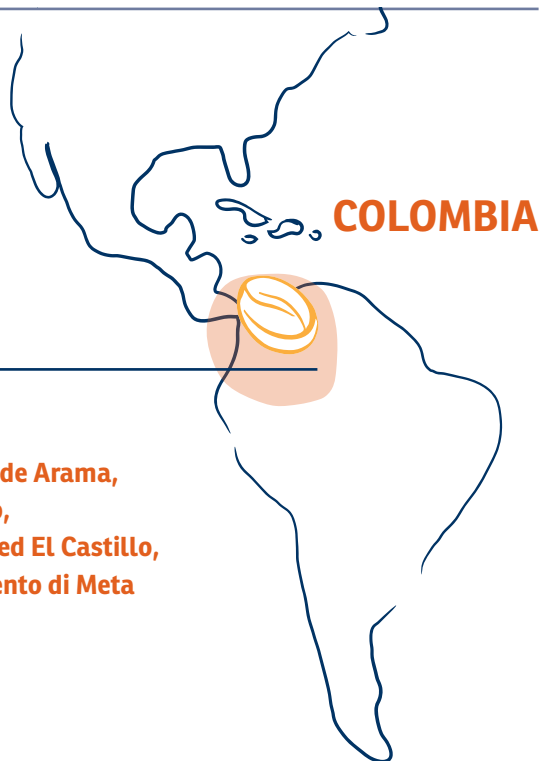 COLOMBIA
de Arama,
,
ed El Castillo,
ento di Meta